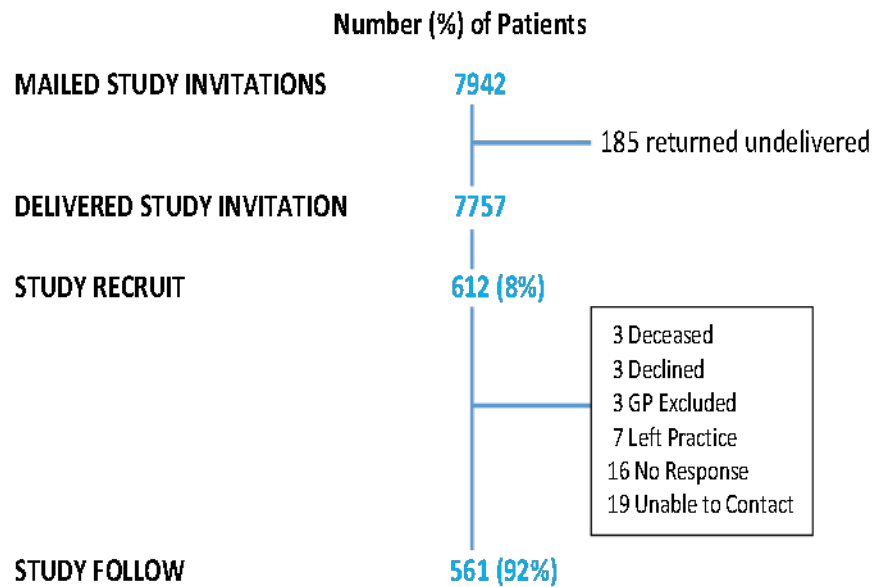 Number (%) of Patients
MAILED STUDY INVITATIONS 7942
185 returned undelivered
DELIVERED STUDY INVITATION 7757
STUDY RECRUIT 612 (8%)
3 Deceased
3 Declined
3 GP Excluded
7 Left Practice
16 No Response
19 Unable to Contact
STUDY FOLLOW 561 (92%)